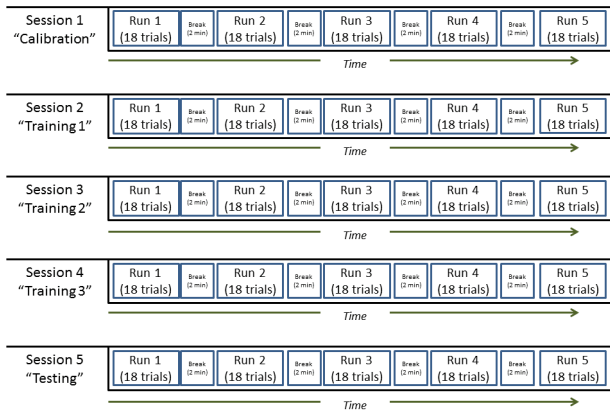 Session 1
"Calibration"
Run 1
(18 trials)
Break
(2 min)
Run 2
(18 trials)
Break
(2 min)
Run 3
(18 trials)
Break
(2 min)
Run 4
(18 trials)
Break
(2 min)
Run 5
(18 trials)
Time
Session 2
"Training 1"
Run 1
(18 trials)
Break
(2 min)
Run 2
(18 trials)
Break
(2 min)
Run 3
(18 trials)
Break
(2 min)
Run 4
(18 trials)
Break
(2 min)
Run 5
(18 trials)
Time
Session 3
"Training 2"
Run 1
(18 trials)
Break
(2 min)
Run 2
(18 trials)
Break
(2 min)
Run 3
(18 trials)
Break
(2 min)
Run 4
(18 trials)
Break
(2 min)
Run 5
(18 trials)
Time
Session 4
"Training 3"
Run 1
(18 trials)
Break
(2 min)
Run 2
(18 trials)
Break
(2 min)
Run 3
(18 trials)
Break
(2 min)
Run 4
(18 trials)
Break
(2 min)
Run 5
(18 trials)
Time
Session 5
"Testing"
Run 1
(18 trials)
Break
(2 min)
Run 2
(18 trials)
Break
(2 min)
Run 3
(18 trials)
Break
(2 min)
Run 4
(18 trials)
Break
(2 min)
Run 5
(18 trials)
Time